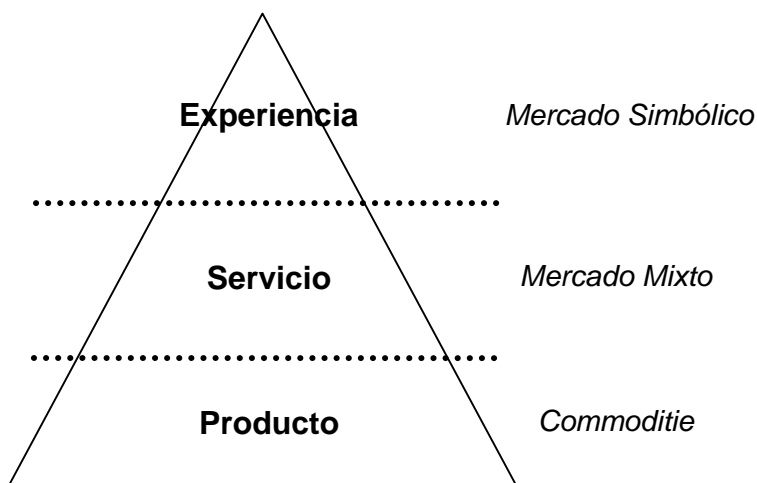 Experiencia Mercado Simbólico
Servicio Mercado Mixto
Producto Commoditie